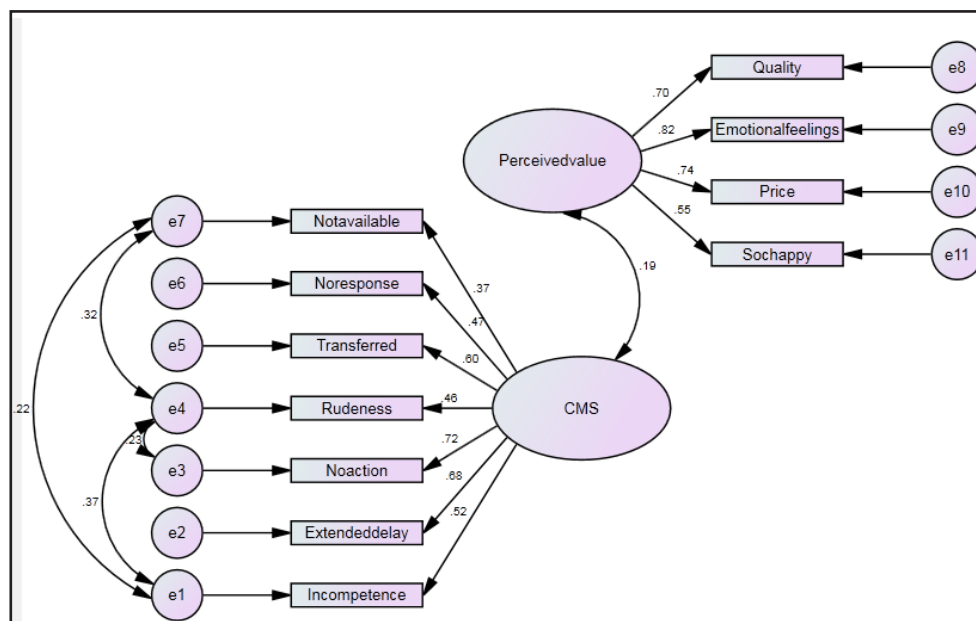 Quality
e8
.70
Emotionalfeelings
e9
.82
Perceivedvalue
.74
Price
e10
.55
Sochappy
e11
e7
Notavailable
.19
e6
Noresponse
.37
.32
.47
e5
Transferred
.60
.22
e4
Rudeness
.46
CMS
.23
.72
e3
Noaction
.68
.37
.52
e2
Extendeddelay
e1
Incompetence